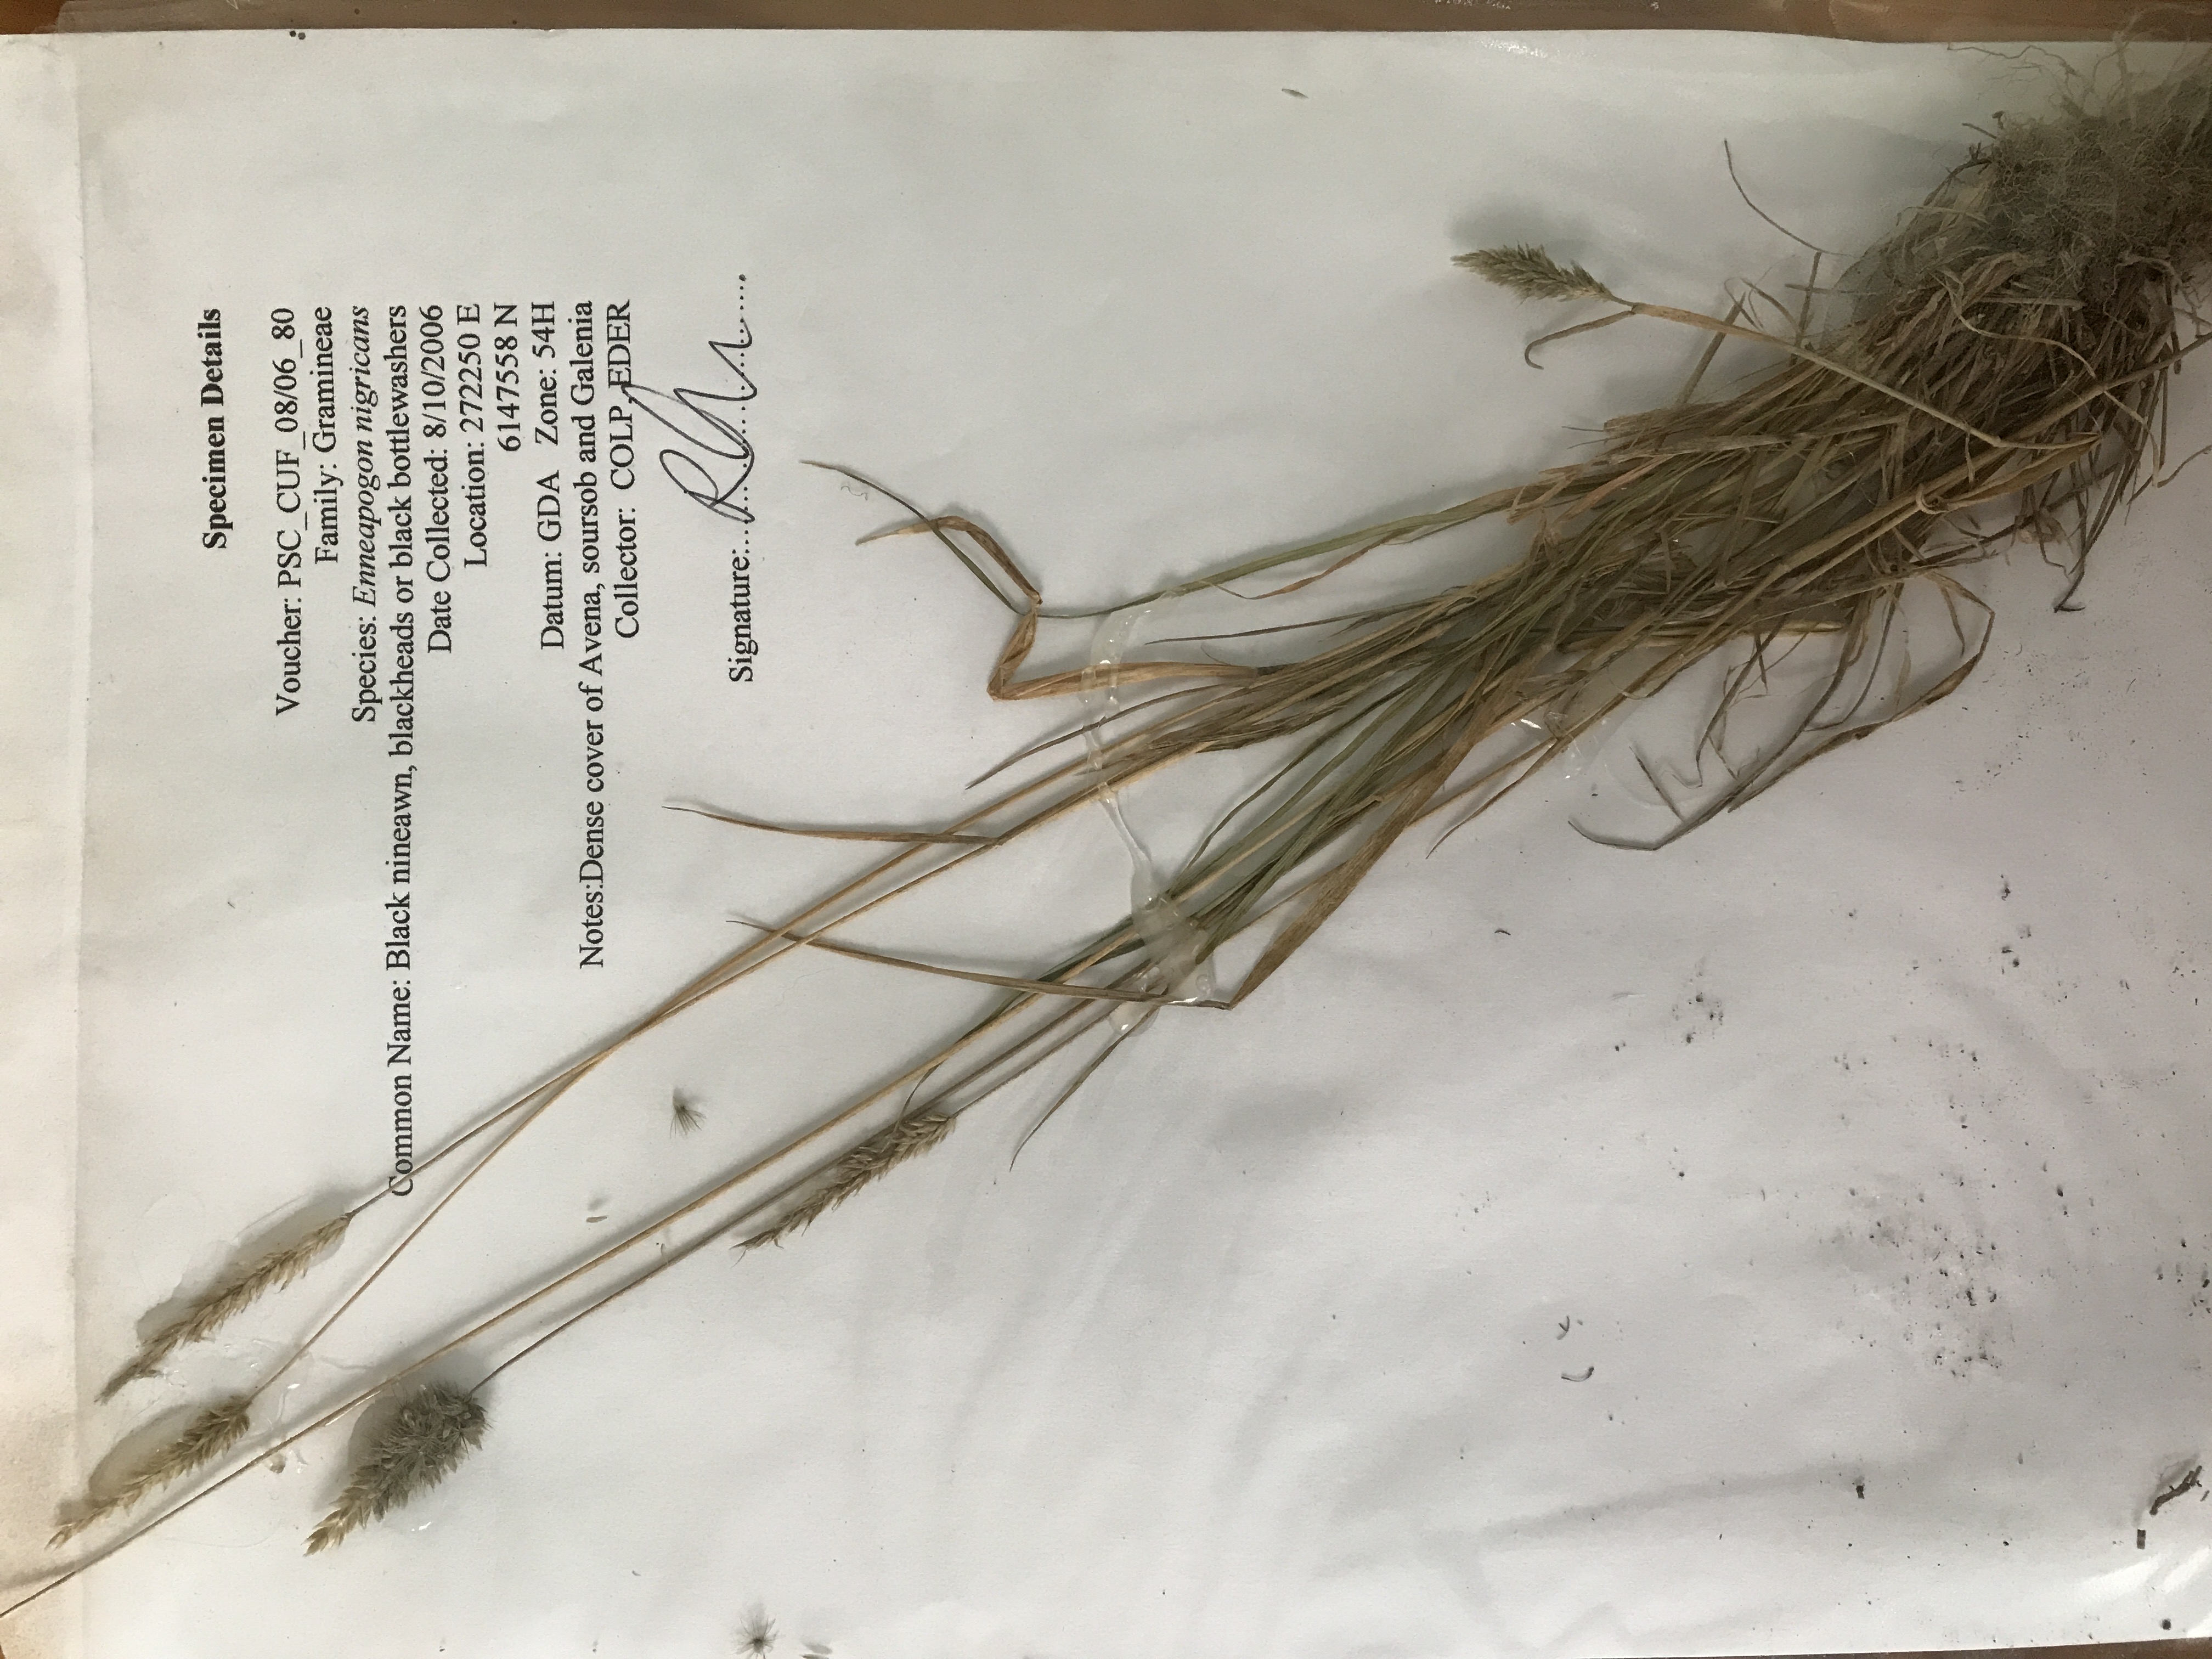 Specimen Details
Voucher: PSC_CUF_08/06_80
Family: Gramineae
Species: Enneapogon nigricans
Common Name: Black nineawn, blackheads or black bottlewashers
Date Collected: 8/10/2006
Location: 272250 E
6147558 N
Datum: GDA Zone: 54H
Notes:Dense cover of Avena, soursob and Galenia
Collector: COLP, EDER
Signature: